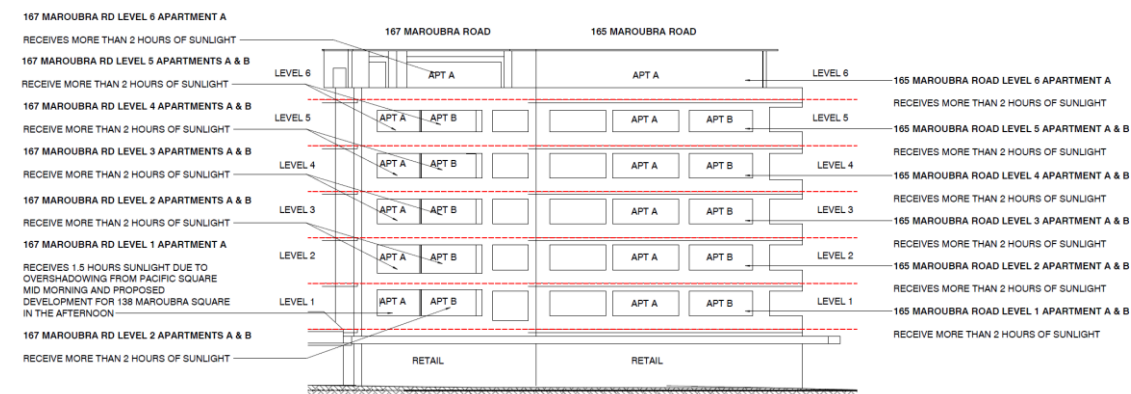 167 MAROUBRA RD LEVEL 6 APARTMENT A
RECEIVES MORE THAN 2 HOURS OF SUNLIGHT
167 MAROUBRA RD LEVEL 5 APARTMENTS A & B
RECEIVE MORE THAN 2 HOURS OF SUNLIGHT
167 MAROUBRA RD LEVEL 4 APARTMENTS A & B
RECEIVE MORE THAN 2 HOURS OF SUNLIGHT
167 MAROUBRA RD LEVEL 3 APARTMENTS A & B
RECEIVE MORE THAN 2 HOURS OF SUNLIGHT
167 MAROUBRA RD LEVEL 2 APARTMENTS A & B
RECEIVE MORE THAN 2 HOURS OF SUNLIGHT
167 MAROUBRA RD LEVEL 1 APARTMENT A
RECEIVES 1.5 HOURS SUNLIGHT DUE TO
OVERSHADOWING FROM PACIFIC SQUARE
MID MORNING AND PROPOSED
DEVELOPMENT FOR 138 MAROUBRA SQUARE
IN THE AFTERNOON
167 MAROUBRA RD LEVEL 2 APARTMENTS A & B
RECEIVE MORE THAN 2 HOURS OF SUNLIGHT
167 MAROUBRA ROAD 165 MAROUBRA ROAD
LEVEL 6 APT A APT A LEVEL 6
LEVEL 5 APT A APT B APT A APT B LEVEL 5
LEVEL 4 APT A APT B APT A APT B LEVEL 4
LEVEL 3 APT A APT B APT A APT B LEVEL 3
LEVEL 2 APT A APT B APT A APT B LEVEL 2
LEVEL 1 APT A APT B APT A APT B LEVEL 1
RETAIL RETAIL
165 MAROUBRA ROAD LEVEL 6 APARTMENT A
RECEIVES MORE THAN 2 HOURS OF SUNLIGHT
165 MAROUBRA ROAD LEVEL 5 APARTMENTS A & B
RECEIVES MORE THAN 2 HOURS OF SUNLIGHT
165 MAROUBRA ROAD LEVEL 4 APARTMENTS A & B
RECEIVES MORE THAN 2 HOURS OF SUNLIGHT
165 MAROUBRA ROAD LEVEL 3 APARTMENTS A & B
RECEIVES MORE THAN 2 HOURS OF SUNLIGHT
165 MAROUBRA ROAD LEVEL 2 APARTMENTS A & B
RECEIVES MORE THAN 2 HOURS OF SUNLIGHT
165 MAROUBRA ROAD LEVEL 1 APARTMENTS A & B
RECEIVE MORE THAN 2 HOURS OF SUNLIGHT